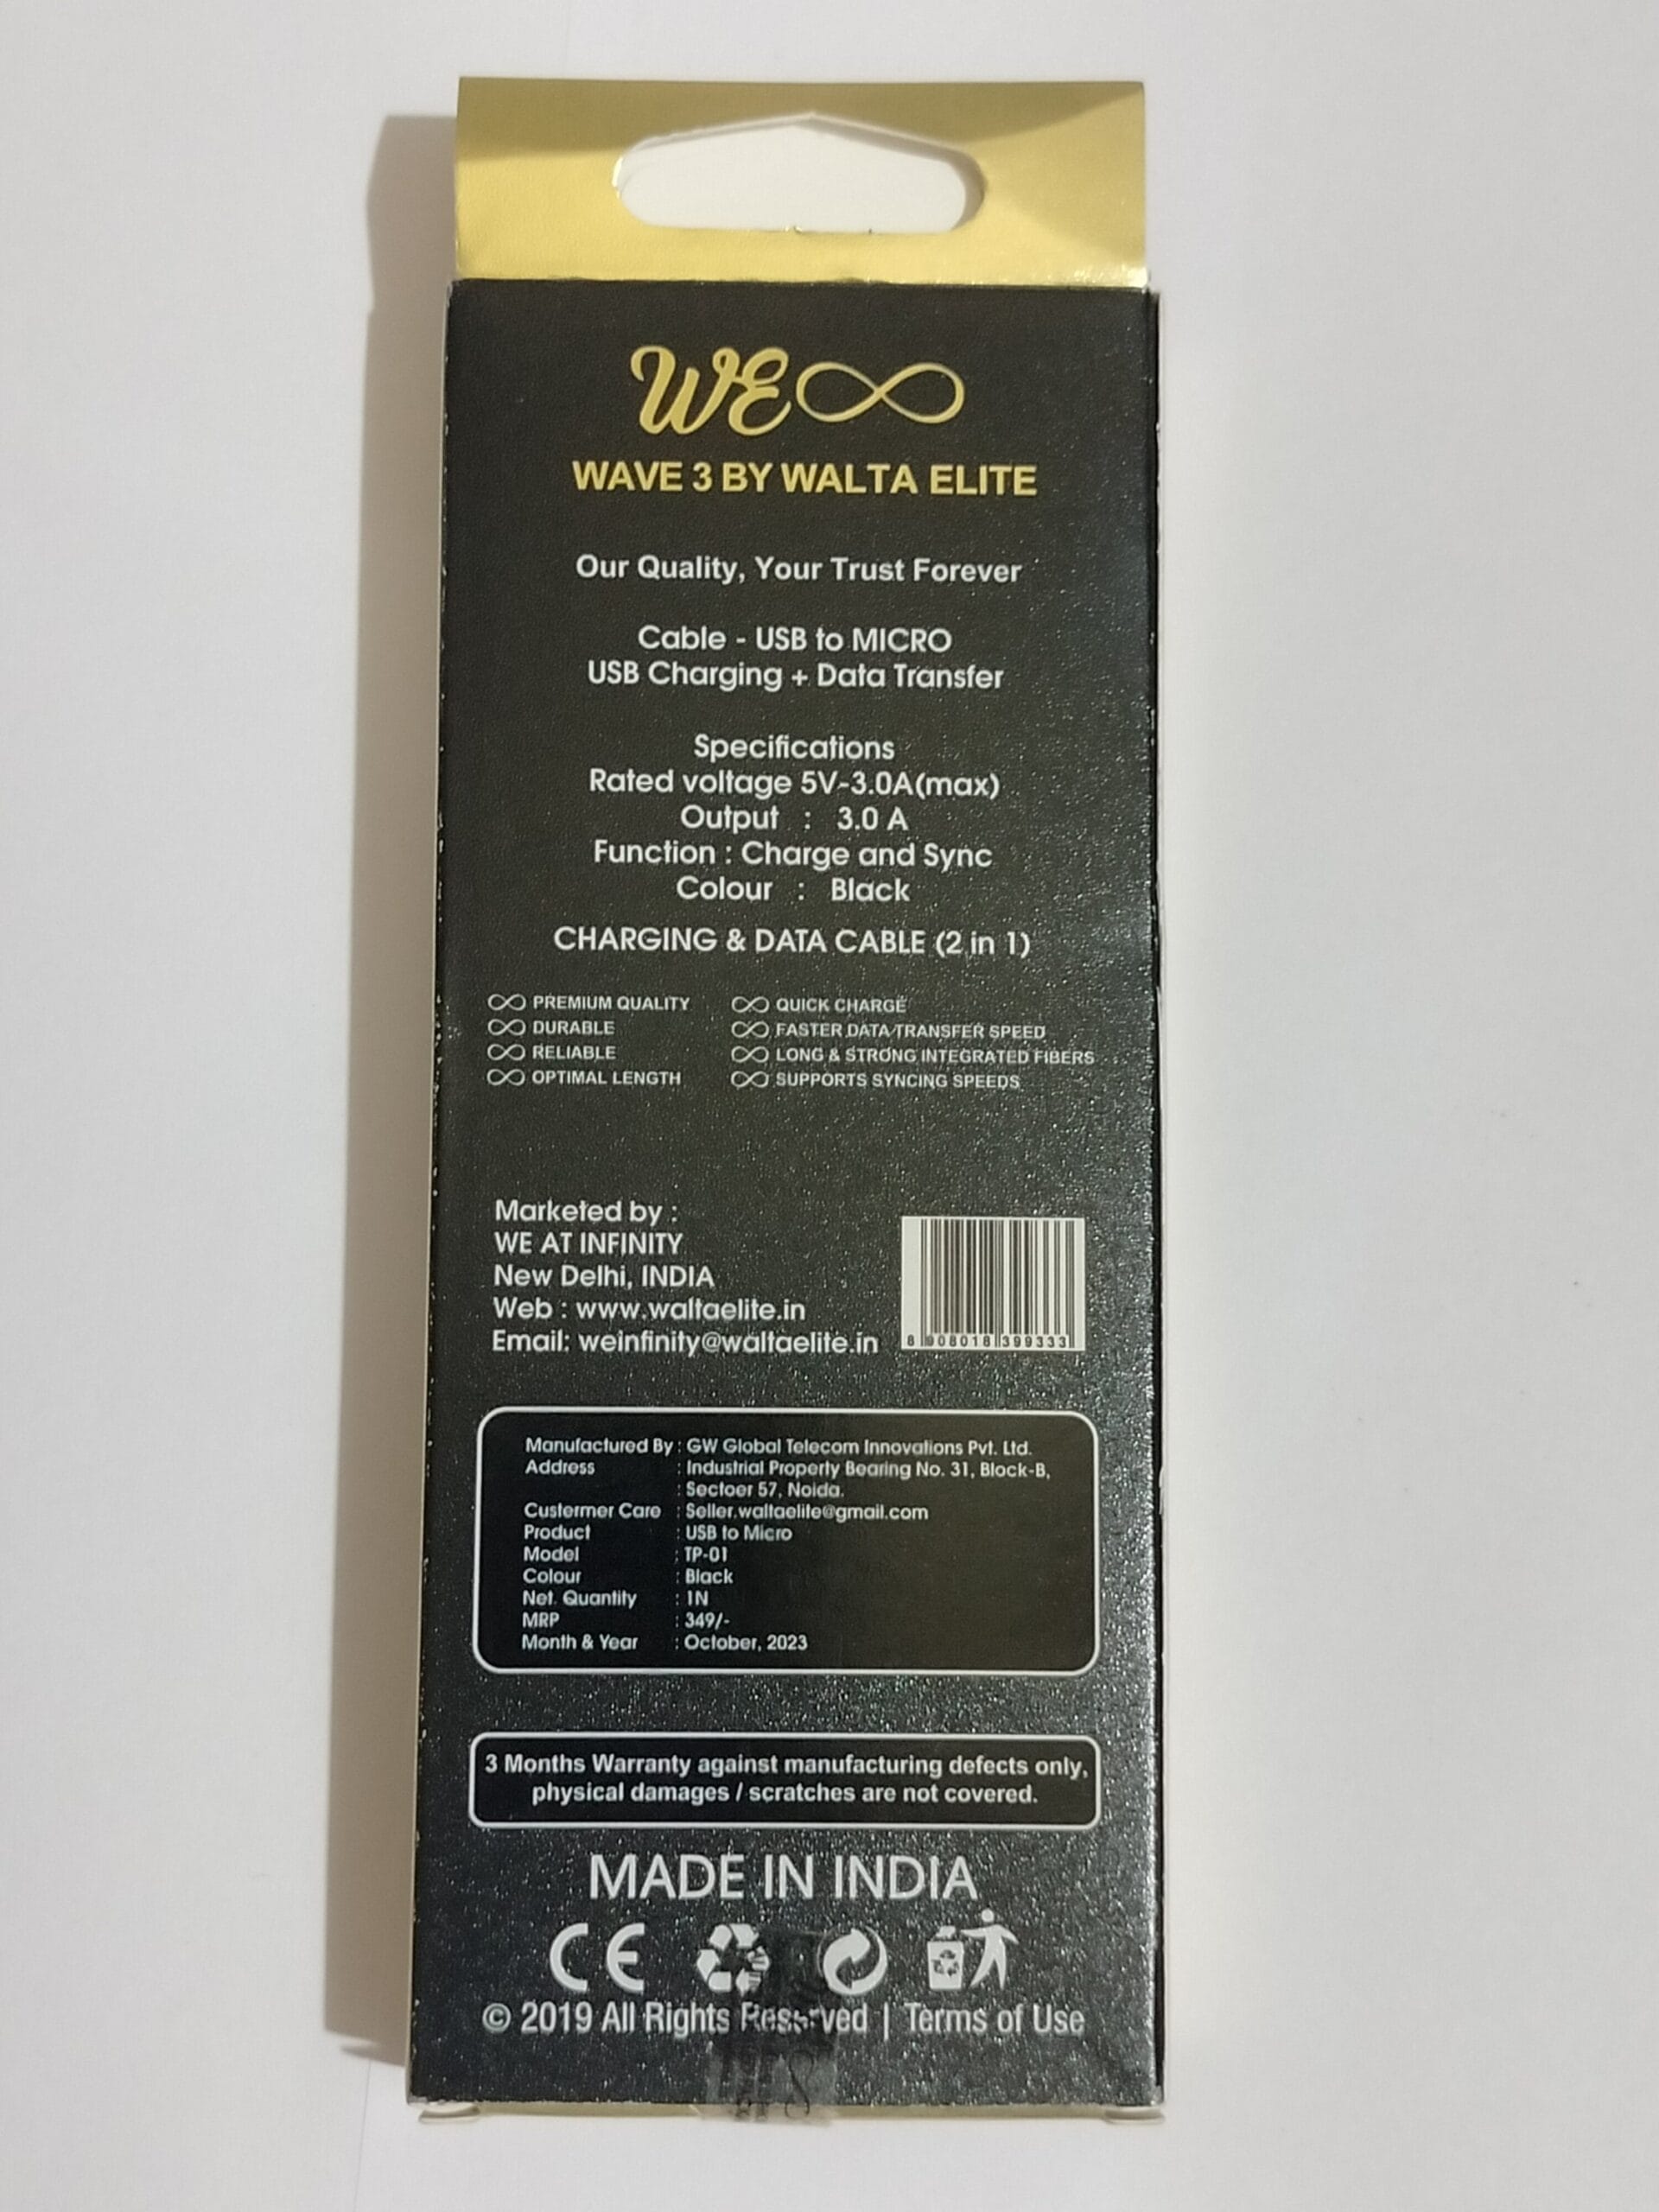 WE∞
WAVE 3 BY WALTA ELITE
Our Quality, Your Trust Forever
Cable - USB to MICRO
USB Charging + Data Transfer
Specifications
Rated voltage 5V-3.0A(max)
Output : 3.0 A
Function : Charge and Sync
Colour : Black
CHARGING & DATA CABLE (2 in 1)
PREMIUM QUALITY
DURABLE
RELIABLE
OPTIMAL LENGTH
QUICK CHARGE
FASTER DATA TRANSFER SPEED
LONG & STRONG INTEGRATED FIBERS
SUPPORTS SYNCING SPEEDS
Marketed by :
WE AT INFINITY
New Delhi, INDIA
Web : www.waltaelite.in
Email: weinfinity@waltaelite.in
8 908018 399333
Manufactured By : GW Global Telecom Innovations Pvt. Ltd.
Address : Industrial Property Bearing No. 31, Block-B,
: Sectoer 57, Noida.
Custermer Care : Seller.waltaelite@gmail.com
Product : USB to Micro
Model : TP-01
Colour : Black
Net. Quantity : 1N
MRP : 349/-
Month & Year : October, 2023
3 Months Warranty against manufacturing defects only,
physical damages / scratches are not covered.
MADE IN INDIA
CE
© 2019 All Rights Reserved | Terms of Use